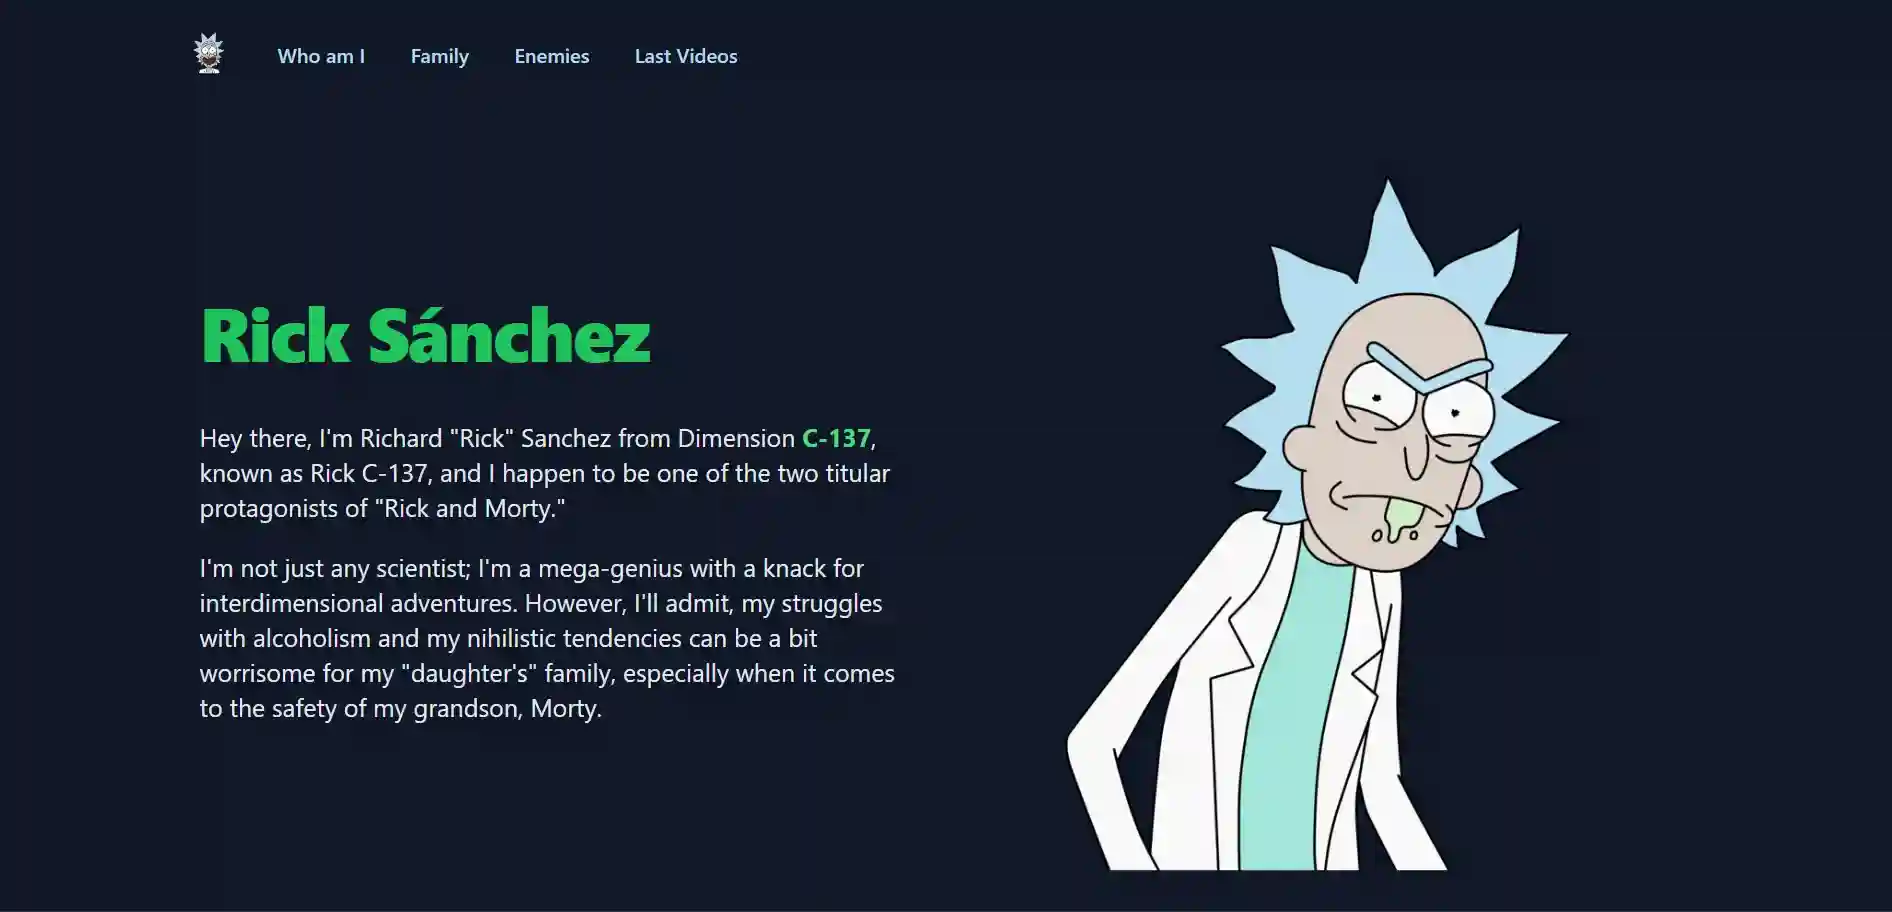 Who am I Family Enemies Last Videos
Rick Sánchez
Hey there, I'm Richard "Rick" Sanchez from Dimension C-137,
known as Rick C-137, and I happen to be one of the two titular
protagonists of "Rick and Morty."
I'm not just any scientist; I'm a mega-genius with a knack for
interdimensional adventures. However, I'll admit, my struggles
with alcoholism and my nihilistic tendencies can be a bit
worrisome for my "daughter's" family, especially when it comes
to the safety of my grandson, Morty.